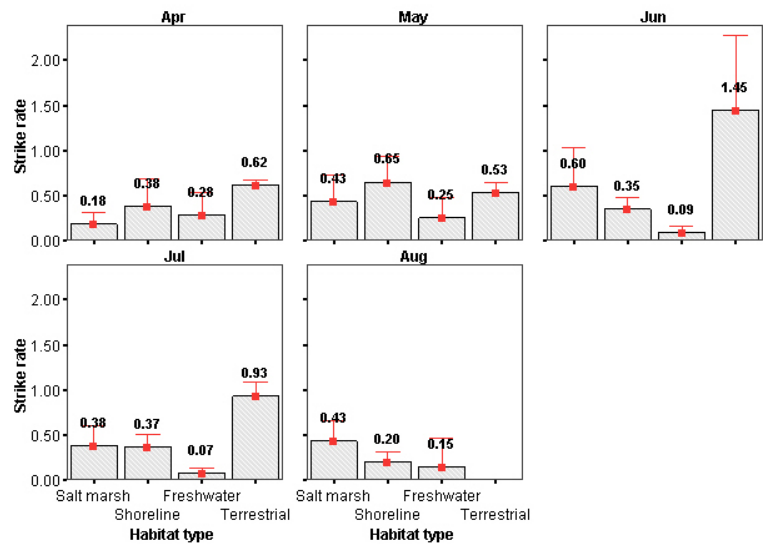 Apr
May
Jun
Strike rate
2.00
1.50
1.00
0.50
0.00
0.18
0.38
0.28
0.62
0.43
0.65
0.25
0.53
0.60
0.35
0.09
1.45
Jul
Aug
Strike rate
2.00
1.50
1.00
0.50
0.00
0.38
0.37
0.07
0.93
0.43
0.20
0.15
Salt marsh
Freshwater
Shoreline
Terrestrial
Habitat type
Salt marsh
Freshwater
Shoreline
Terrestrial
Habitat type